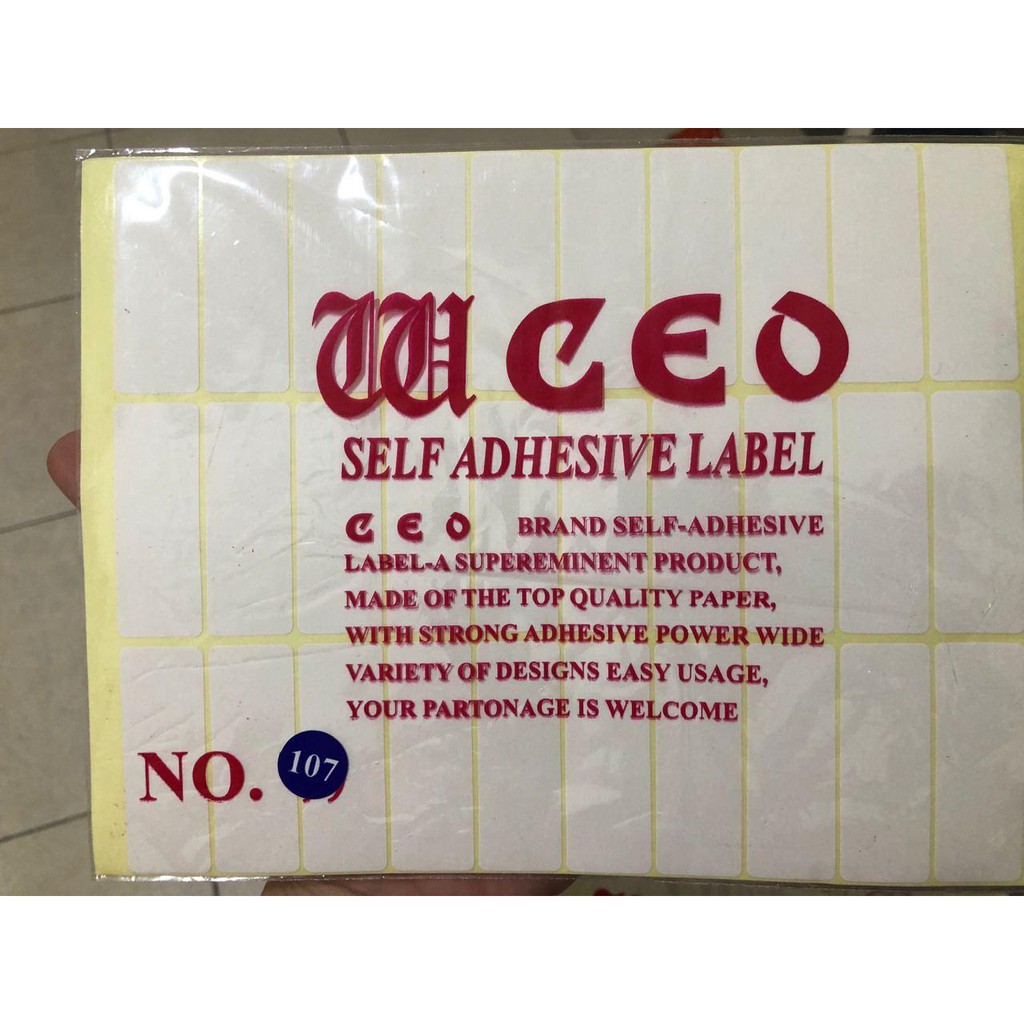 W CEO
SELF ADHESIVE LABEL
CEO BRAND SELF-ADHESIVE
LABEL-A SUPEREMINENT PRODUCT,
MADE OF THE TOP QUALITY PAPER,
WITH STRONG ADHESIVE POWER WIDE
VARIETY OF DESIGNS EASY USAGE,
YOUR PARTONAGE IS WELCOME
NO. 107